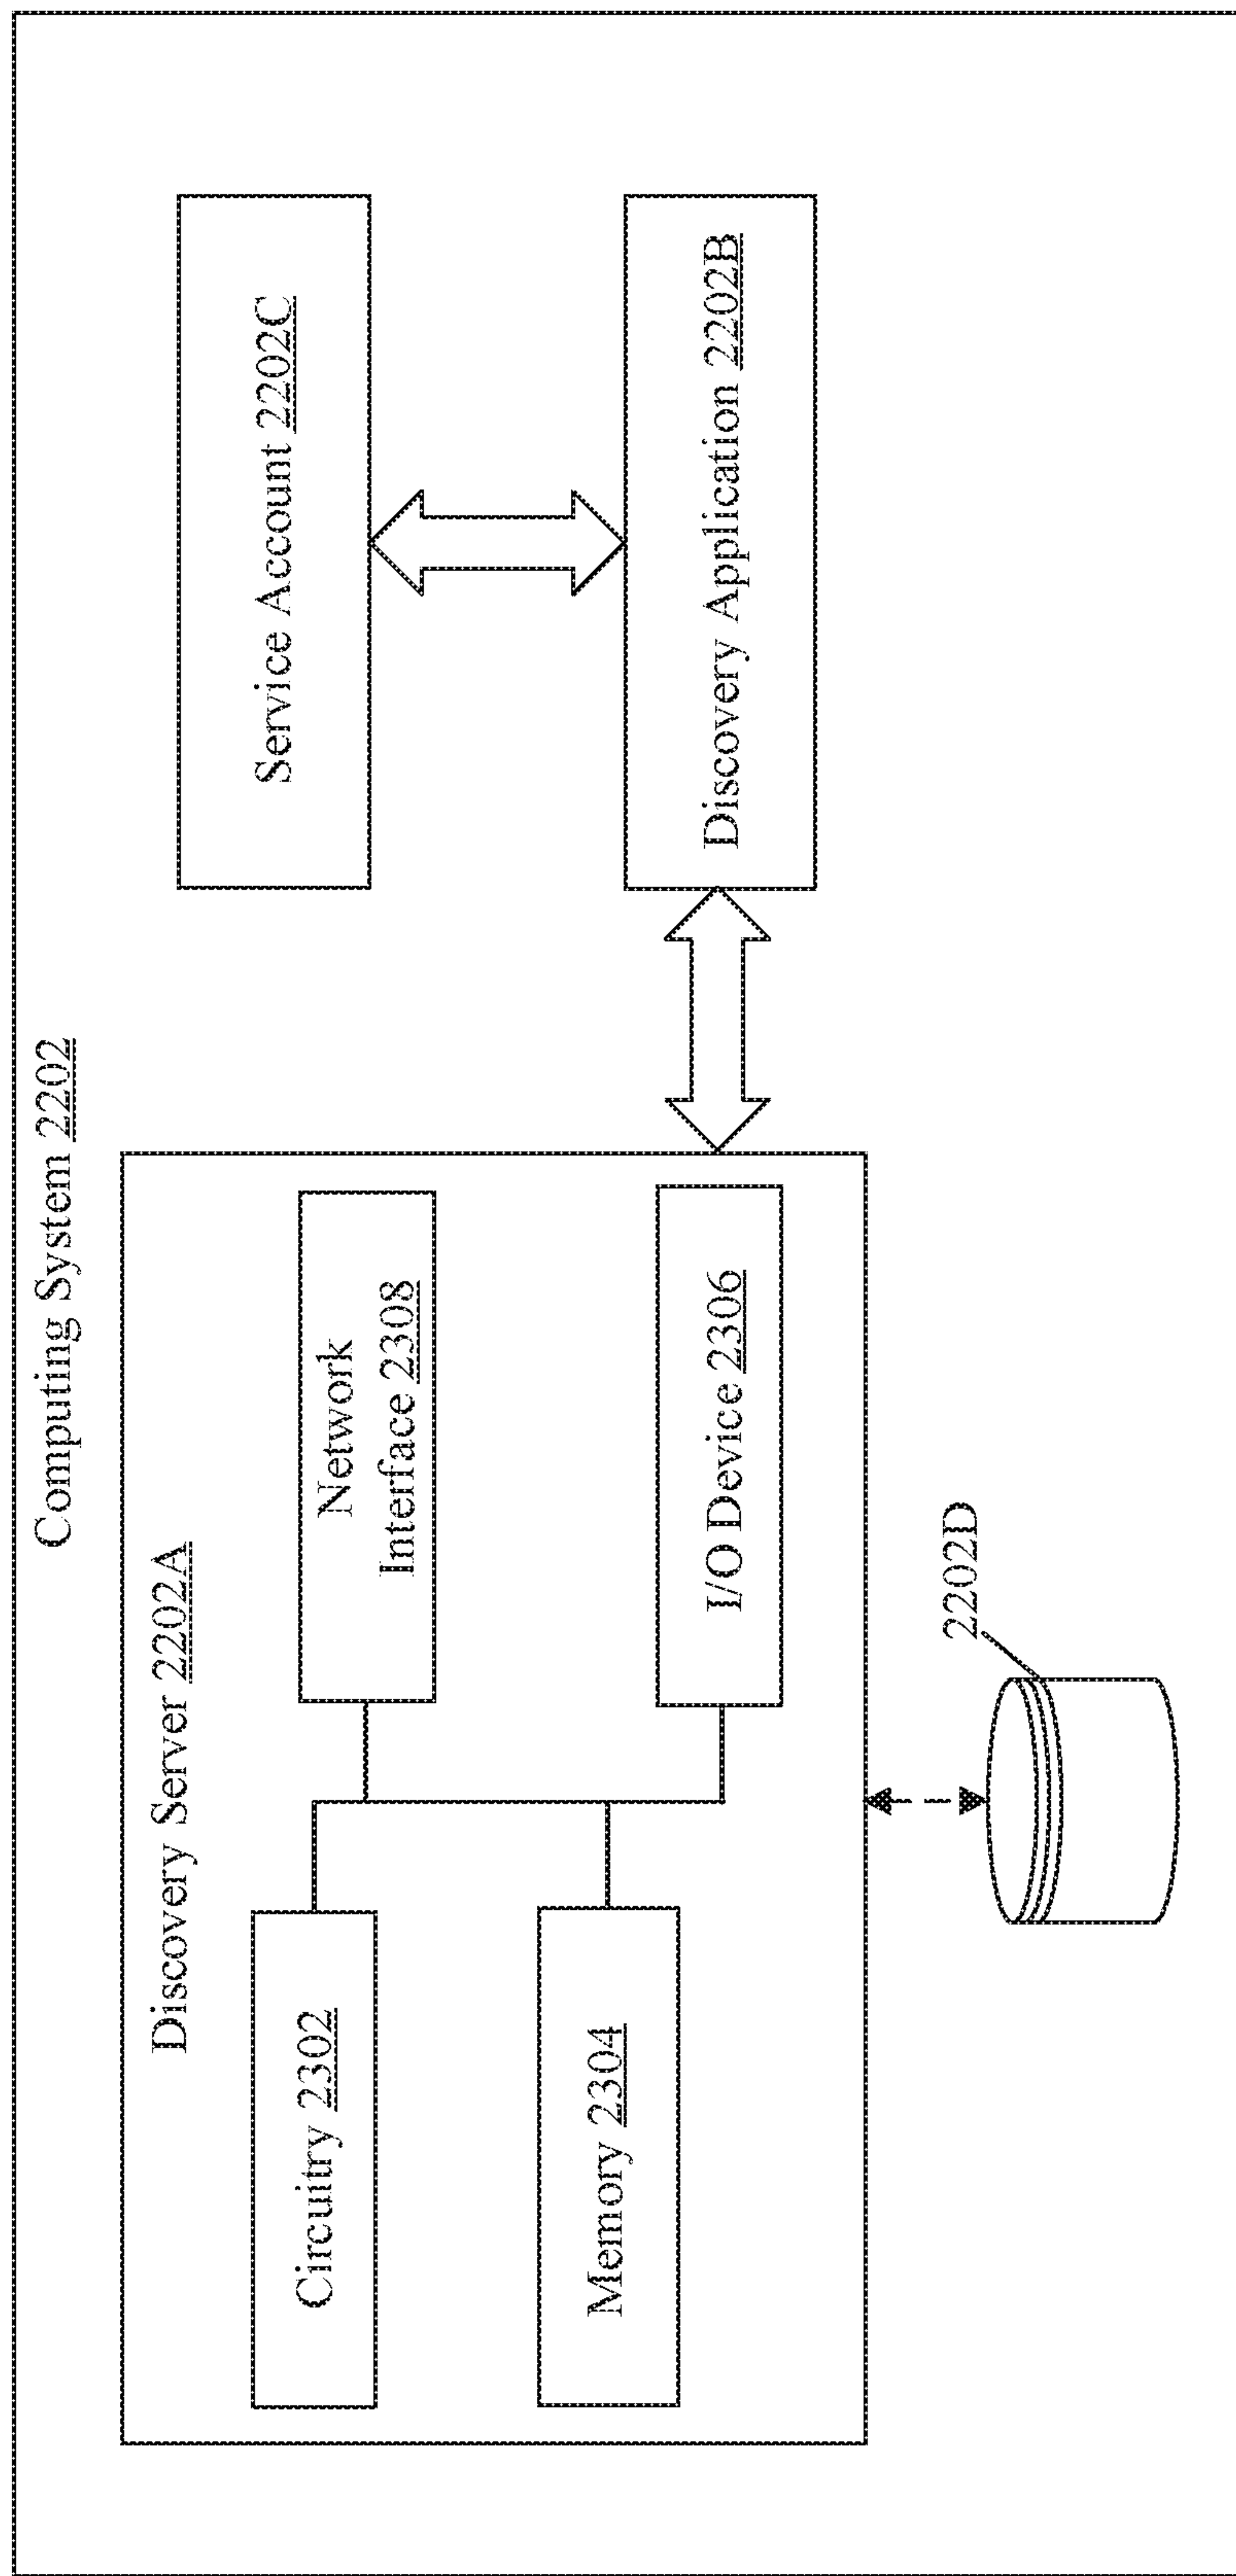 Computing System 2202
Discovery Server 2202A
Circuitry 2302
Network
Interface 2308
Service Account 2202C
Memory 2304
I/O Device 2306
Discovery Application 2202B
2202D